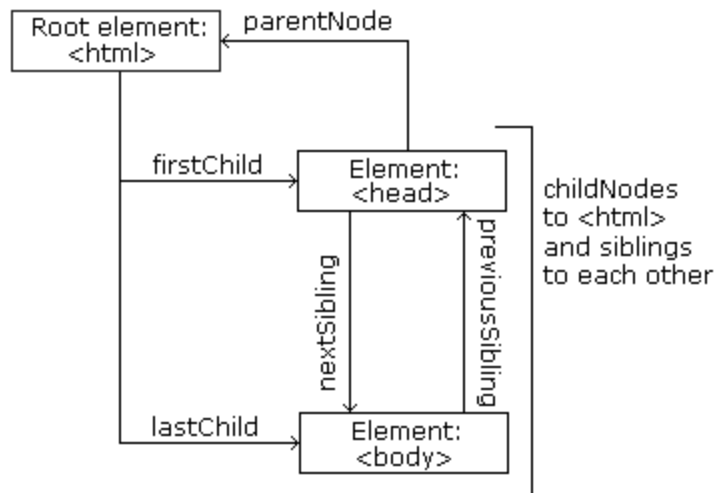 Root element:
<html>
parentNode
firstChild
Element:
<head>
childNodes
to <html>
and siblings
to each other
nextSibling
previousSibling
lastChild
Element:
<body>